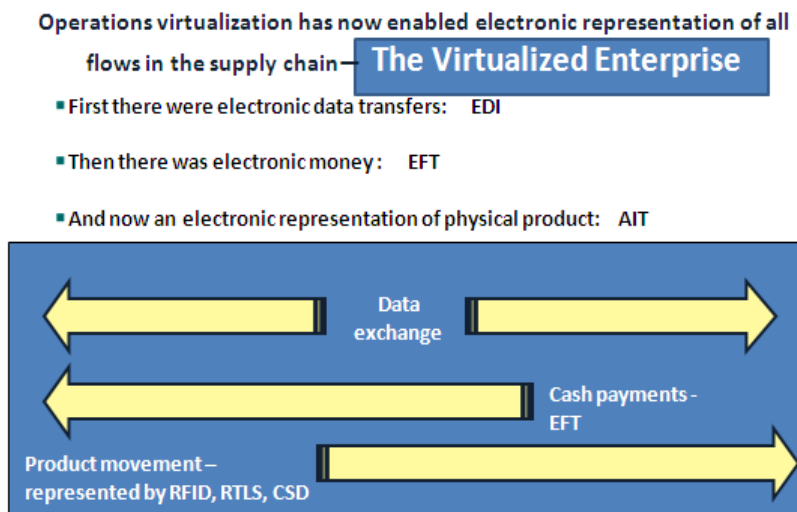 Operations virtualization has now enabled electronic representation of all
flows in the supply chain— The Virtualized Enterprise
▪ First there were electronic data transfers: EDI
▪ Then there was electronic money : EFT
▪ And now an electronic representation of physical product: AIT
Data
exchange
Cash payments -
EFT
Product movement –
represented by RFID, RTLS, CSD